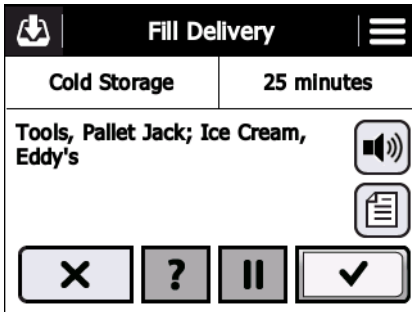 Fill Delivery
Cold Storage
25 minutes
Tools, Pallet Jack; Ice Cream,
Eddy's
?